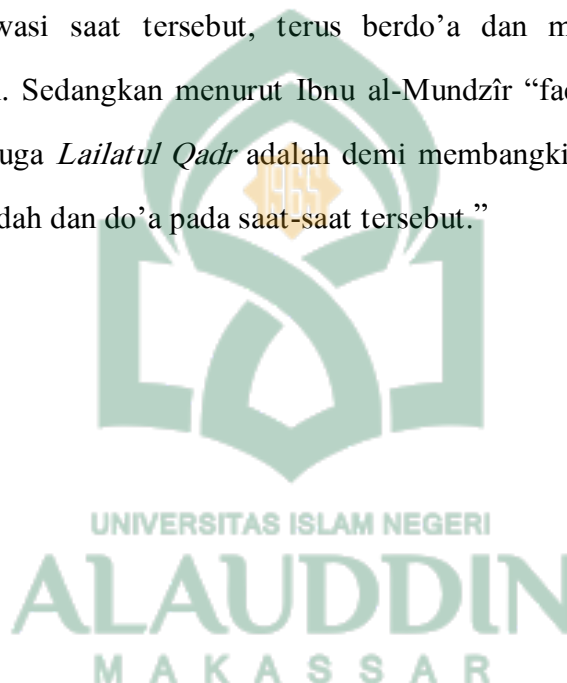 wasi saat tersebut, terus berdo’a dan m
. Sedangkan menurut Ibnu al-Mundzîr “fa
uga Lailatul Qadr adalah demi membangki
dah dan do’a pada saat-saat tersebut.”
1965
UNIVERSITAS ISLAM NEGERI
ALAUDDIN
MAKASSAR